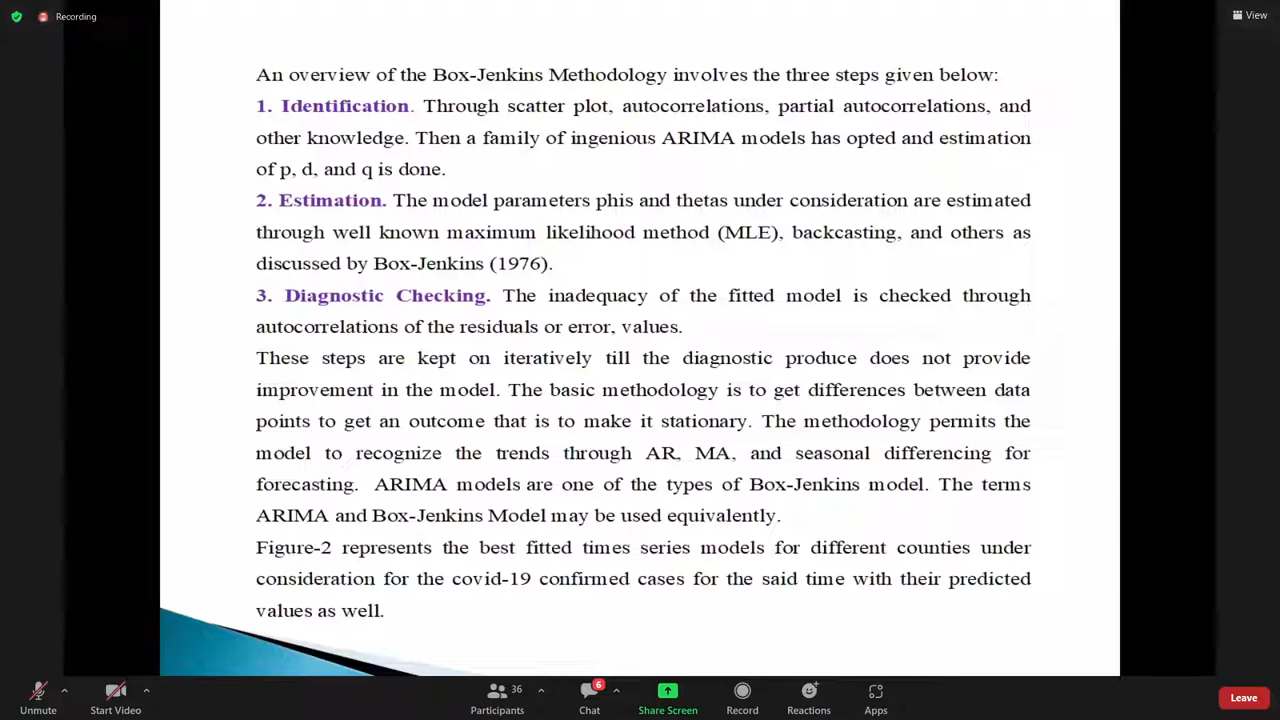 Recording
View
An overview of the Box-Jenkins Methodology involves the three steps given below:
1. Identification. Through scatter plot, autocorrelations, partial autocorrelations, and
other knowledge. Then a family of ingenious ARIMA models has opted and estimation
of p, d, and q is done.
2. Estimation. The model parameters phis and thetas under consideration are estimated
through well known maximum likelihood method (MLE), backcasting, and others as
discussed by Box-Jenkins (1976).
3. Diagnostic Checking. The inadequacy of the fitted model is checked through
autocorrelations of the residuals or error, values.
These steps are kept on iteratively till the diagnostic produce does not provide
improvement in the model. The basic methodology is to get differences between data
points to get an outcome that is to make it stationary. The methodology permits the
model to recognize the trends through AR, MA, and seasonal differencing for
forecasting. ARIMA models are one of the types of Box-Jenkins model. The terms
ARIMA and Box-Jenkins Model may be used equivalently.
Figure-2 represents the best fitted times series models for different counties under
consideration for the covid-19 confirmed cases for the said time with their predicted
values as well.
36
6
Unmute
Start Video
Participants
Chat
Share Screen
Record
Reactions
Apps
Leave